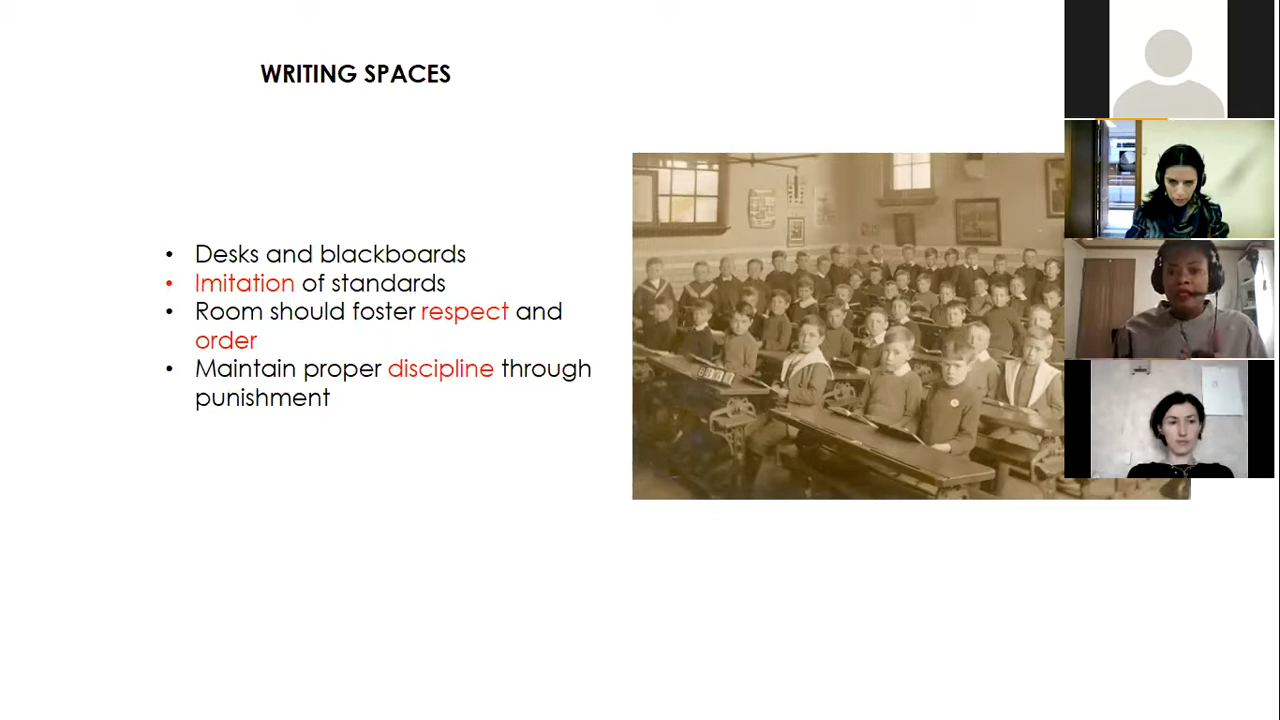 WRITING SPACES
• Desks and blackboards
• Imitation of standards
• Room should foster respect and
order
• Maintain proper discipline through
punishment